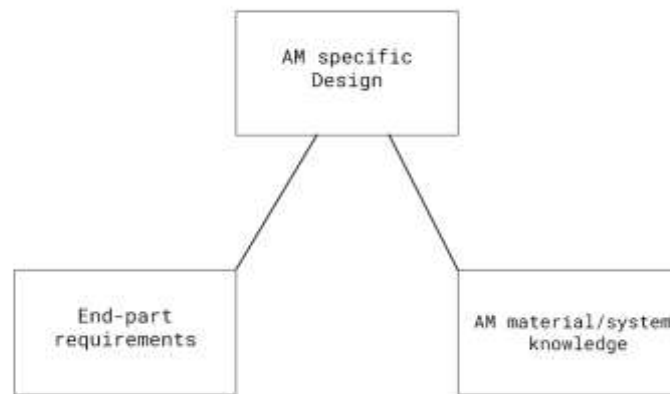 AM specific
Design
End-part
requirements
AM material/system
knowledge